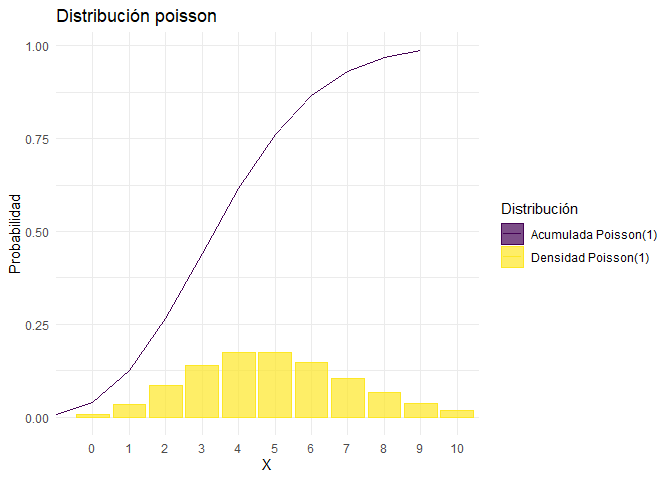 Distribución poisson
1.00
0.75
0.50
0.25
0.00
Probabilidad
0 1 2 3 4 5 6 7 8 9 10
X
Distribución
Acumulada Poisson(1)
Densidad Poisson(1)